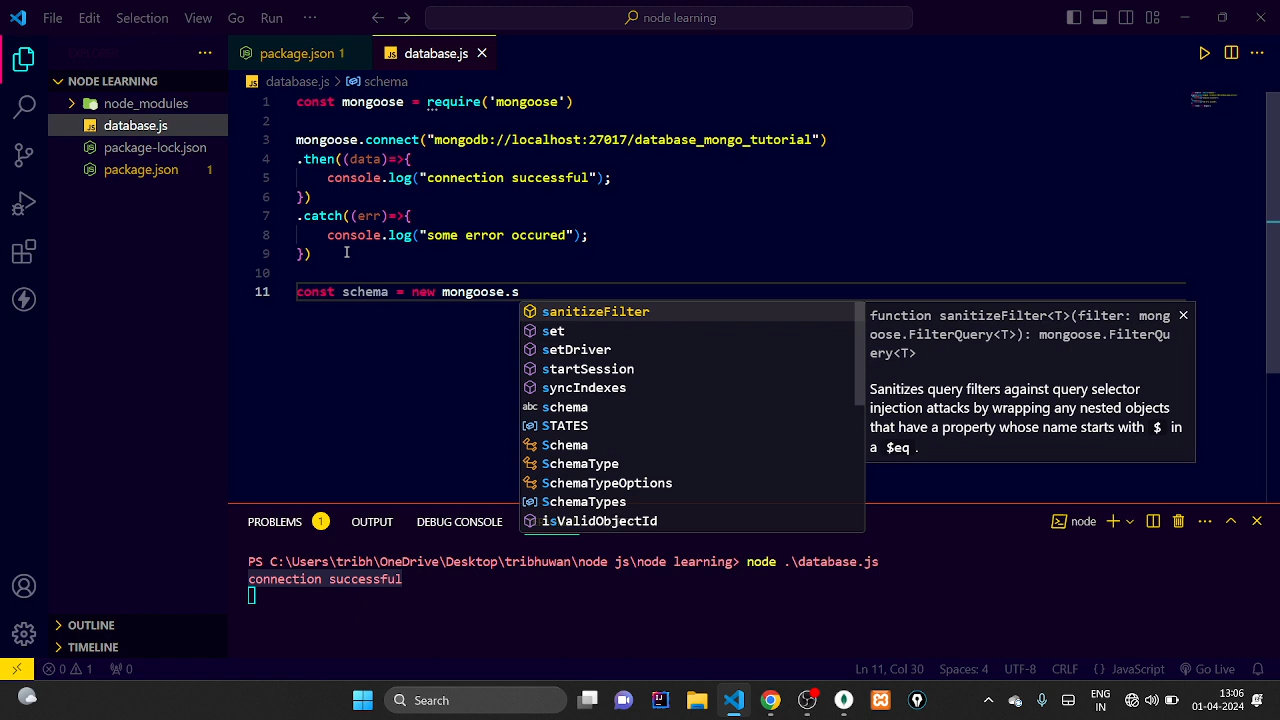 File Edit Selection View Go Run ··· node learning
package.json 1 database.js
NODE LEARNING
node_modules
database.js
package-lock.json
package.json 1
database.js > schema
1 const mongoose = require('mongoose')
2
3 mongoose.connect("mongodb://localhost:27017/database_mongo_tutorial")
4 .then((data)=>{
5 console.log("connection successful");
6 })
7 .catch((err)=>{
8 console.log("some error occured");
9 })
10
11 const schema = new mongoose.s
sanitizeFilter
set
setDriver
startSession
syncIndexes
abc schema
STATES
Schema
SchemaType
SchemaTypeOptions
SchemaTypes
isValidObjectId
function sanitizeFilter<T>(filter: mong
oose.FilterQuery<T>): mongoose.FilterQu
ery<T>
Sanitizes query filters against query selector
injection attacks by wrapping any nested objects
that have a property whose name starts with $ in
a $eq .
PROBLEMS 1 OUTPUT DEBUG CONSOLE
node
PS C:\Users\tribh\OneDrive\Desktop\tribhuwan\node js\node learning> node .\database.js
connection successful
OUTLINE
TIMELINE
0 1 0 Ln 11, Col 30 Spaces: 4 UTF-8 CRLF {} JavaScript Go Live
Search
ENG
IN
13:06
01-04-2024